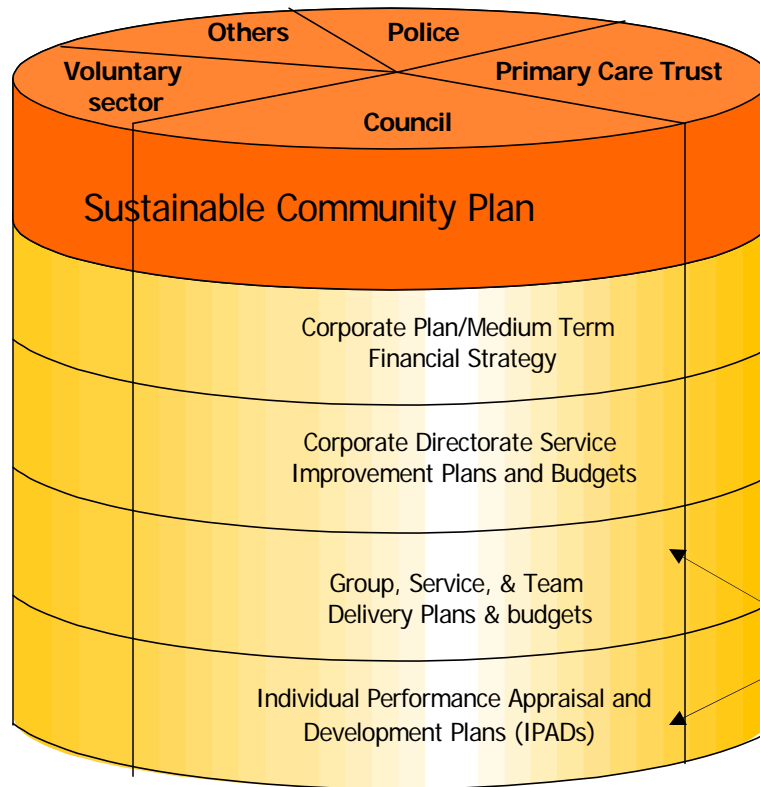 Others
Police
Voluntary
sector
Primary Care Trust
Council
Sustainable Community Plan
Corporate Plan/Medium Term
Financial Strategy
Corporate Directorate Service
Improvement Plans and Budgets
Group, Service, & Team
Delivery Plans & budgets
Individual Performance Appraisal and
Development Plans (IPADs)